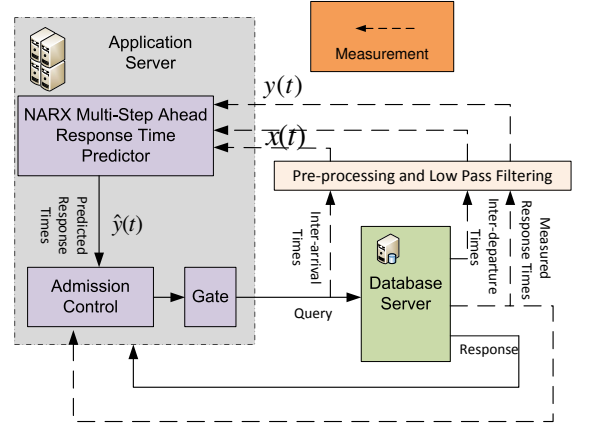 Application
Server
Measurement
NARX Multi-Step Ahead
Response Time
Predictor
y(t)
x(t)
Pre-processing and Low Pass Filtering
Predicted
Response
Times
ŷ(t)
Inter-arrival
Times
Inter-departure
Times
Measured
Response Times
Admission
Control
Gate
Query
Database
Server
Response